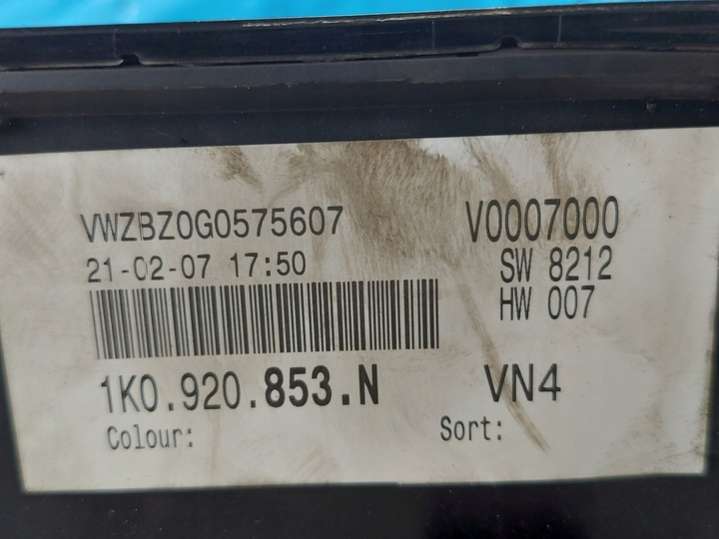 VWZBZ0G0575607 V0007000
21-02-07 17:50 SW 8212
HW 007
1K0.920.853.N VN4
Colour: Sort: